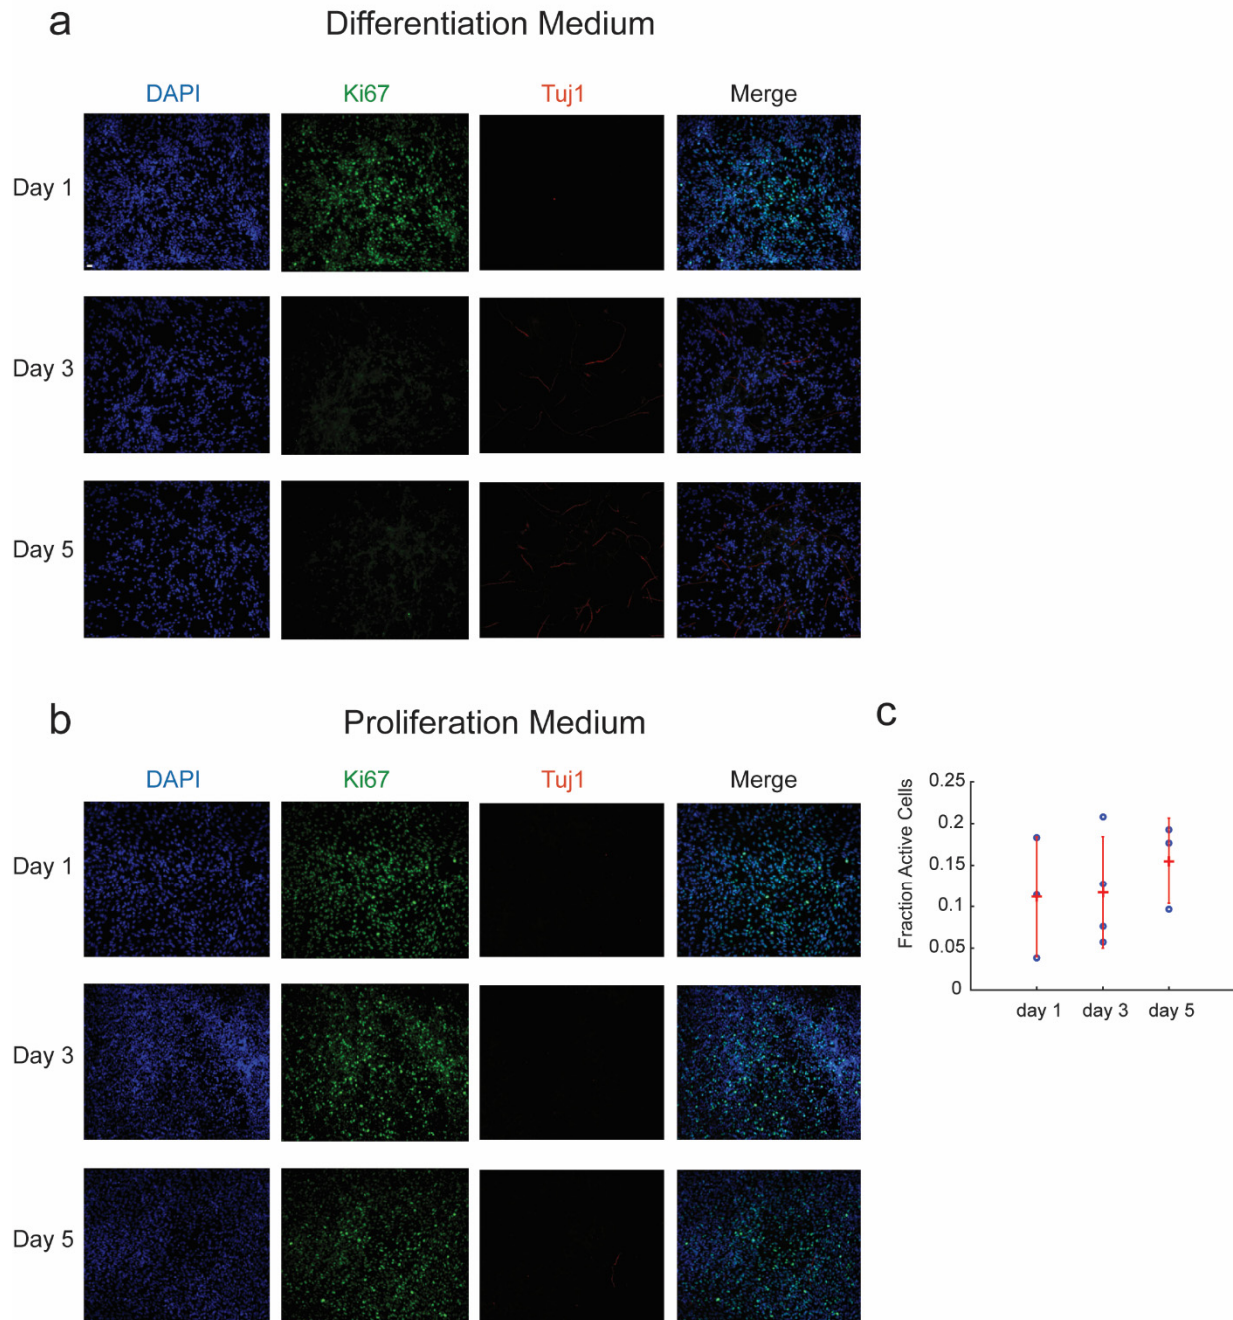 a
Differentiation Medium
DAPI Ki67 Tuj1 Merge
Day 1
Day 3
Day 5
b
Proliferation Medium
DAPI Ki67 Tuj1 Merge
Day 1
Day 3
Day 5
c
Fraction Active Cells
0.25
0.2
0.15
0.1
0.05
0
day 1 day 3 day 5